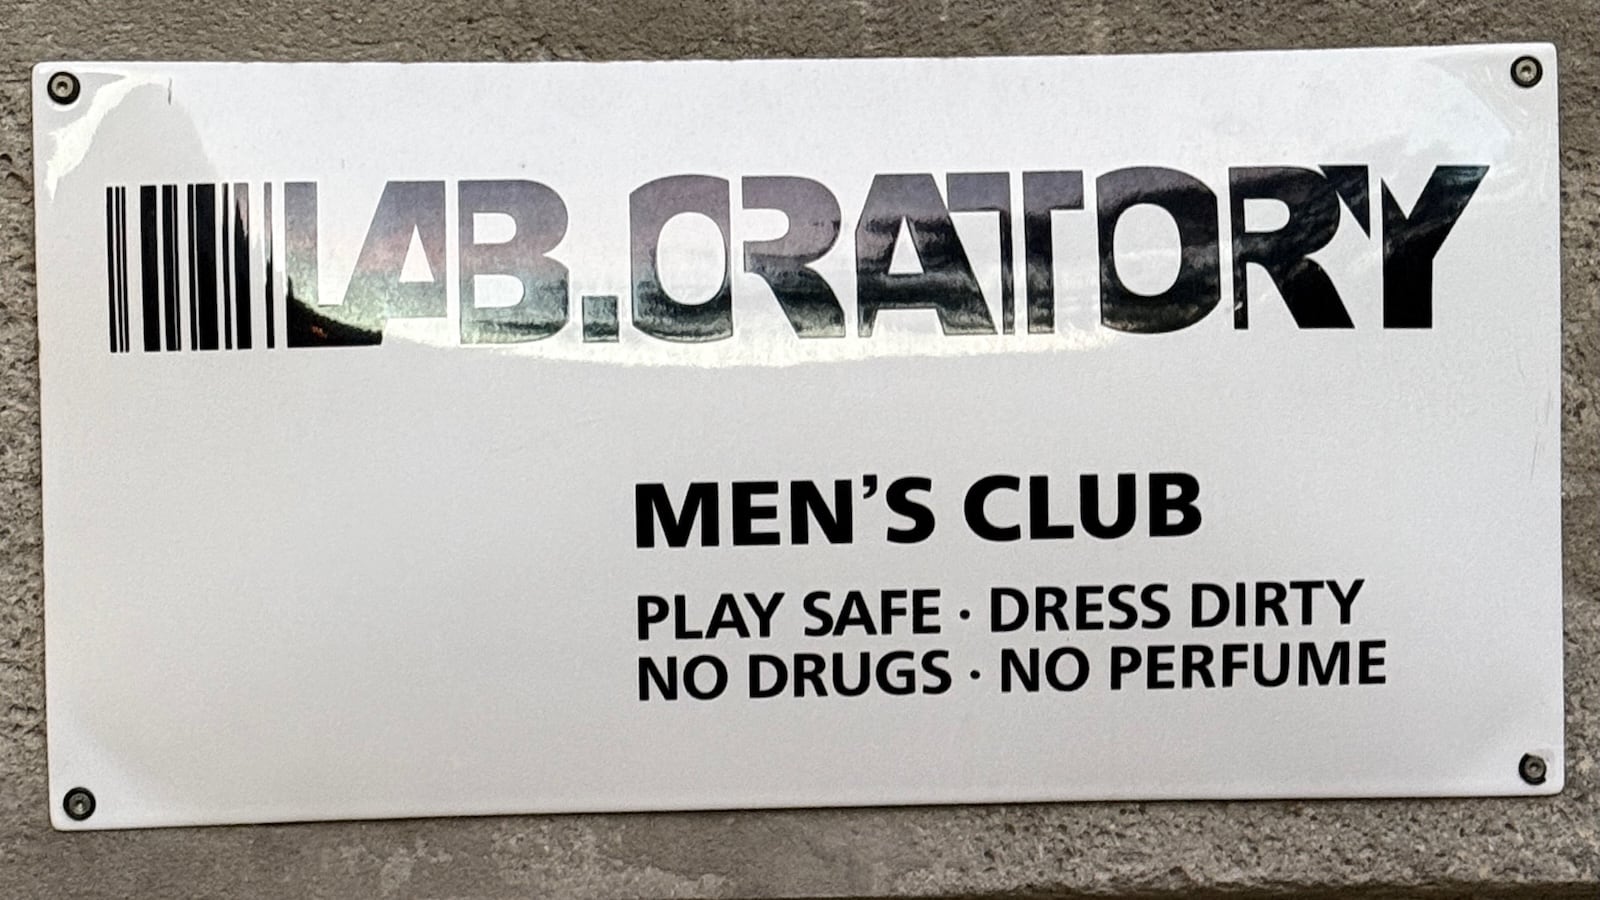 LAB.ORATORY
MEN'S CLUB
PLAY SAFE · DRESS DIRTY
NO DRUGS · NO PERFUME